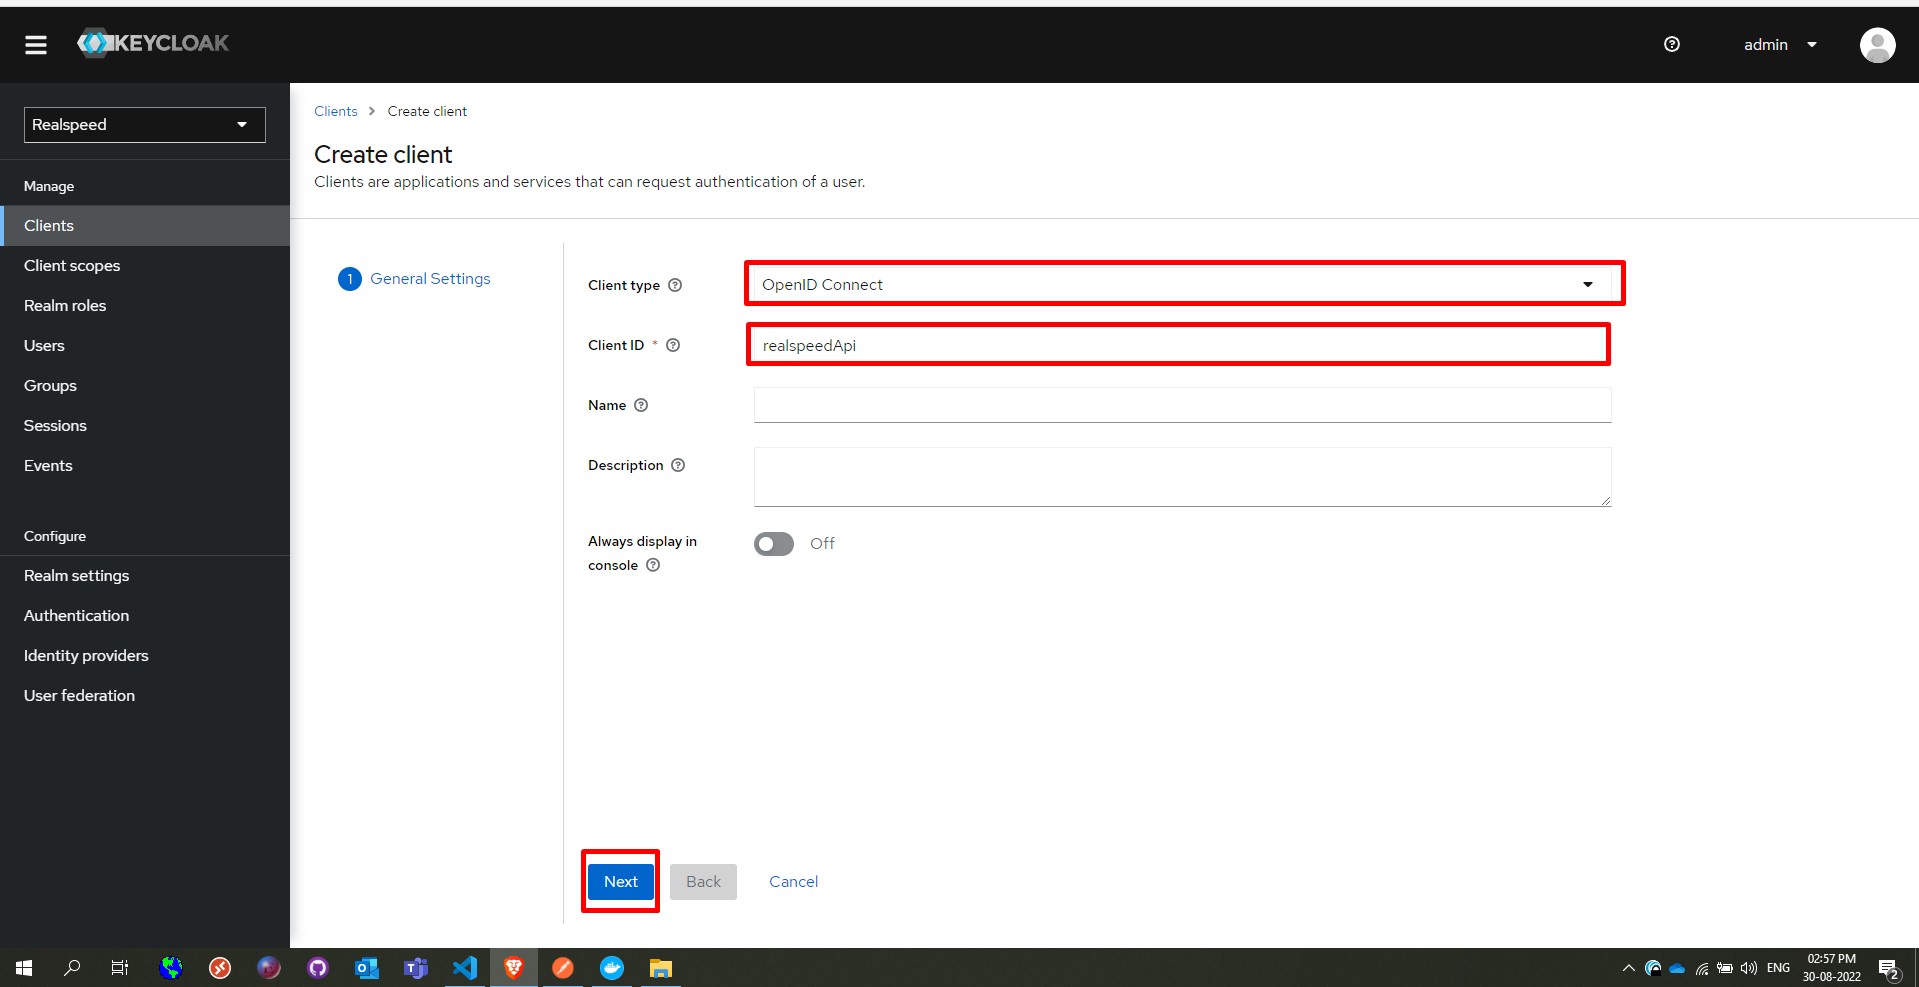 KEYCLOAK
admin
Realspeed
Manage
Clients
Client scopes
Realm roles
Users
Groups
Sessions
Events
Configure
Realm settings
Authentication
Identity providers
User federation
Clients > Create client
Create client
Clients are applications and services that can request authentication of a user.
1 General Settings
Client type
OpenID Connect
Client ID *
realspeedApi
Name
Description
Always display in
console
Off
Next
Back
Cancel
ENG
02:57 PM
30-08-2022
2